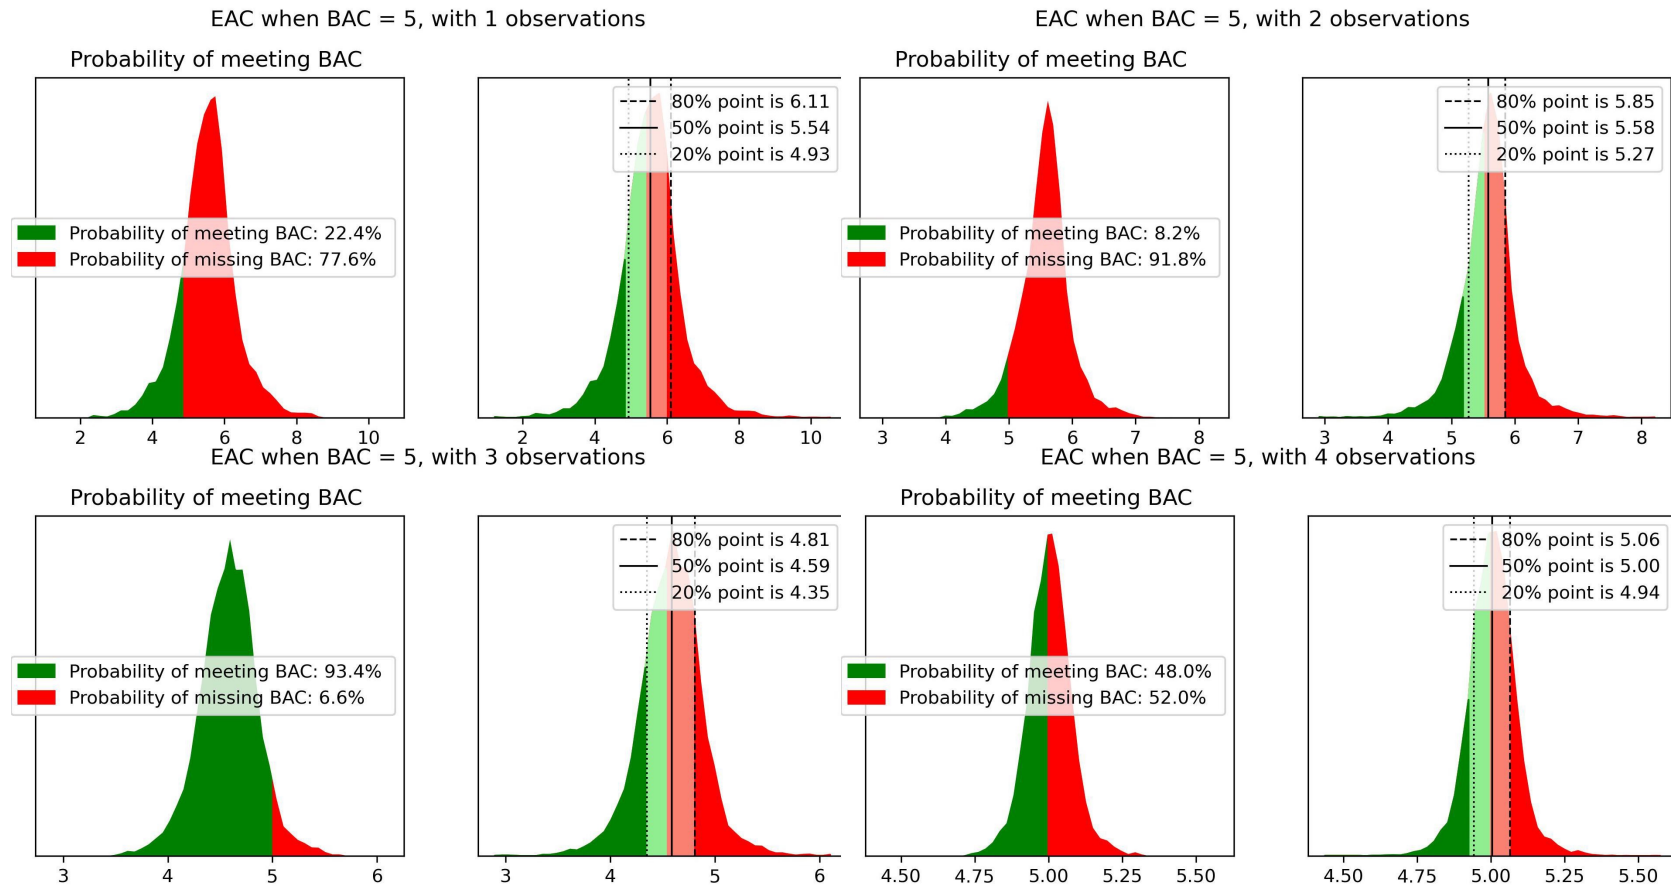 EAC when BAC = 5, with 1 observations
Probability of meeting BAC
Probability of meeting BAC: 22.4%
Probability of missing BAC: 77.6%
2 4 6 8 10
80% point is 6.11
50% point is 5.54
20% point is 4.93
2 4 6 8 10
EAC when BAC = 5, with 2 observations
Probability of meeting BAC
Probability of meeting BAC: 8.2%
Probability of missing BAC: 91.8%
3 4 5 6 7 8
80% point is 5.85
50% point is 5.58
20% point is 5.27
3 4 5 6 7 8
EAC when BAC = 5, with 3 observations
Probability of meeting BAC
Probability of meeting BAC: 93.4%
Probability of missing BAC: 6.6%
3 4 5 6
80% point is 4.81
50% point is 4.59
20% point is 4.35
3 4 5 6
EAC when BAC = 5, with 4 observations
Probability of meeting BAC
Probability of meeting BAC: 48.0%
Probability of missing BAC: 52.0%
4.50 4.75 5.00 5.25 5.50
80% point is 5.06
50% point is 5.00
20% point is 4.94
4.50 4.75 5.00 5.25 5.50